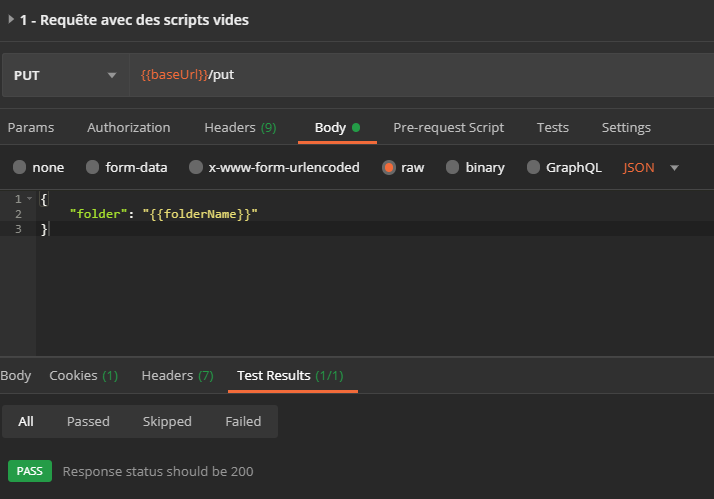 1 - Requête avec des scripts vides
PUT {{baseUrl}}/put
Params Authorization Headers (9) Body Pre-request Script Tests Settings
none form-data x-www-form-urlencoded raw binary GraphQL JSON
1 {
2 "folder": "{{folderName}}"
3 }
Body Cookies (1) Headers (7) Test Results (1/1)
All Passed Skipped Failed
PASS Response status should be 200